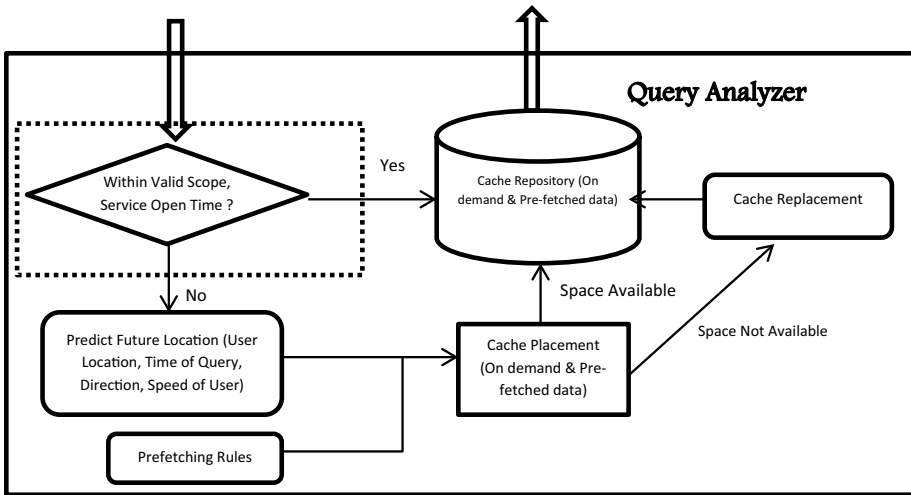 Query Analyzer
Within Valid Scope,
Service Open Time ?
Yes
Cache Repository (On
demand & Pre-fetched data)
Cache Replacement
No
Space Available
Predict Future Location (User
Location, Time of Query,
Direction, Speed of User)
Cache Placement
(On demand & Pre-
fetched data)
Space Not Available
Prefetching Rules